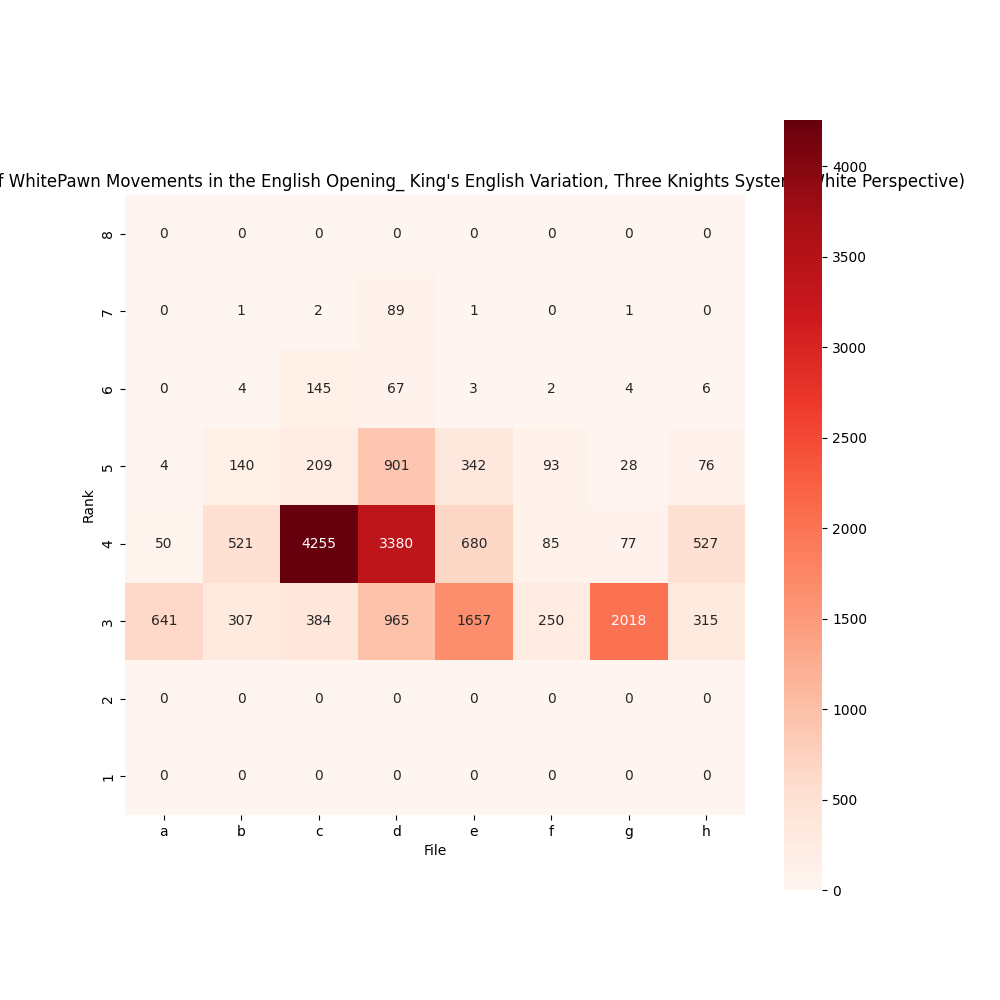 f WhitePawn Movements in the English Opening_ King's English Variation, Three Knights System (White Perspective)
8 0 0 0 0 0 0 0 0
7 0 1 2 89 1 0 1 0
6 0 4 145 67 3 2 4 6
5 4 140 209 901 342 93 28 76
4 50 521 4255 3380 680 85 77 527
3 641 307 384 965 1657 250 2018 315
2 0 0 0 0 0 0 0 0
1 0 0 0 0 0 0 0 0
a b c d e f g h
File
Rank
4000
3500
3000
2500
2000
1500
1000
500
0